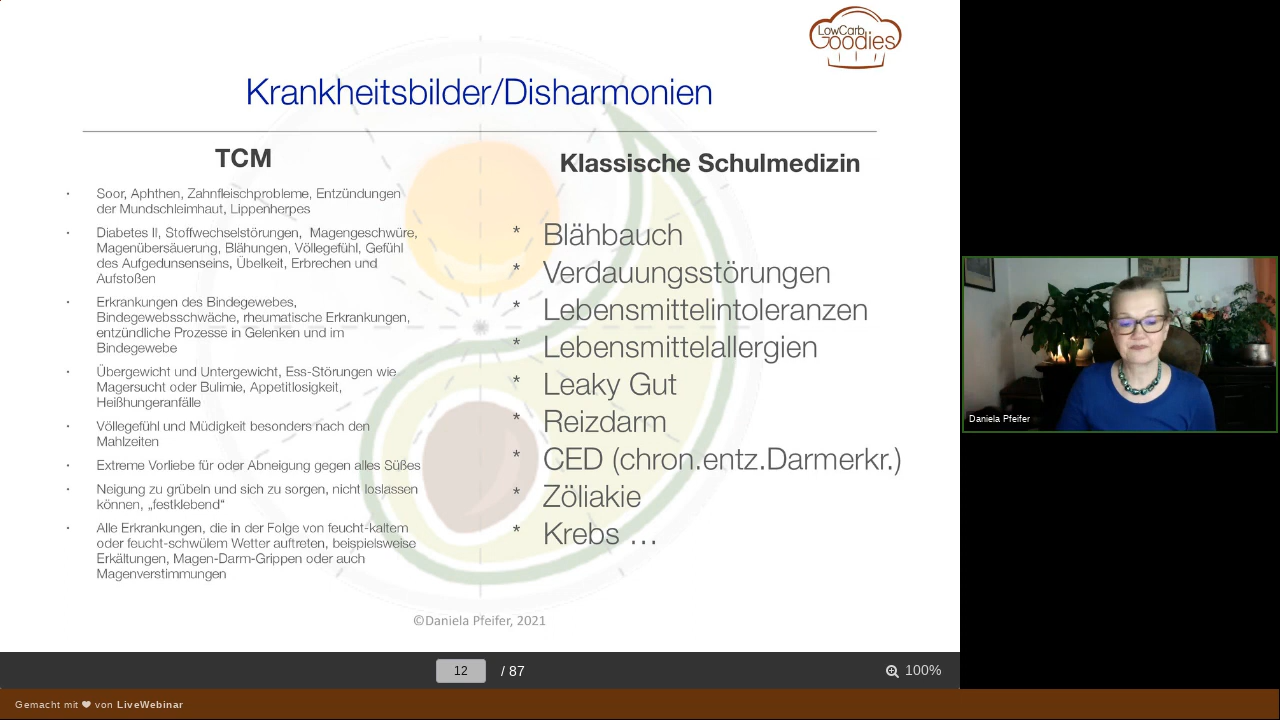 LowCarb
Goodies
Krankheitsbilder/Disharmonien
TCM
· Soor, Aphthen, Zahnfleischprobleme, Entzündungen
der Mundschleimhaut, Lippenherpes
· Diabetes II, Stoffwechselstörungen, Magengeschwüre,
Magenübersäuerung, Blähungen, Völlegefühl, Gefühl
des Aufgedunsenseins, Übelkeit, Erbrechen und
Aufstoßen
· Erkrankungen des Bindegewebes,
Bindegewebsschwäche, rheumatische Erkrankungen,
entzündliche Prozesse in Gelenken und im
Bindegewebe
· Übergewicht und Untergewicht, Ess-Störungen wie
Magersucht oder Bulimie, Appetitlosigkeit,
Heißhungeranfälle
· Völlegefühl und Müdigkeit besonders nach den
Mahlzeiten
· Extreme Vorliebe für oder Abneigung gegen alles Süßes
· Neigung zu grübeln und sich zu sorgen, nicht loslassen
können, „festklebend“
· Alle Erkrankungen, die in der Folge von feucht-kaltem
oder feucht-schwülem Wetter auftreten, beispielsweise
Erkältungen, Magen-Darm-Grippen oder auch
Magenverstimmungen
Klassische Schulmedizin
* Blähbauch
* Verdauungsstörungen
* Lebensmittelintoleranzen
* Lebensmittelallergien
* Leaky Gut
* Reizdarm
* CED (chron.entz.Darmerkr.)
* Zöliakie
* Krebs …
©Daniela Pfeifer, 2021
Daniela Pfeifer
12 / 87
100%
Gemacht mit ❤ von LiveWebinar